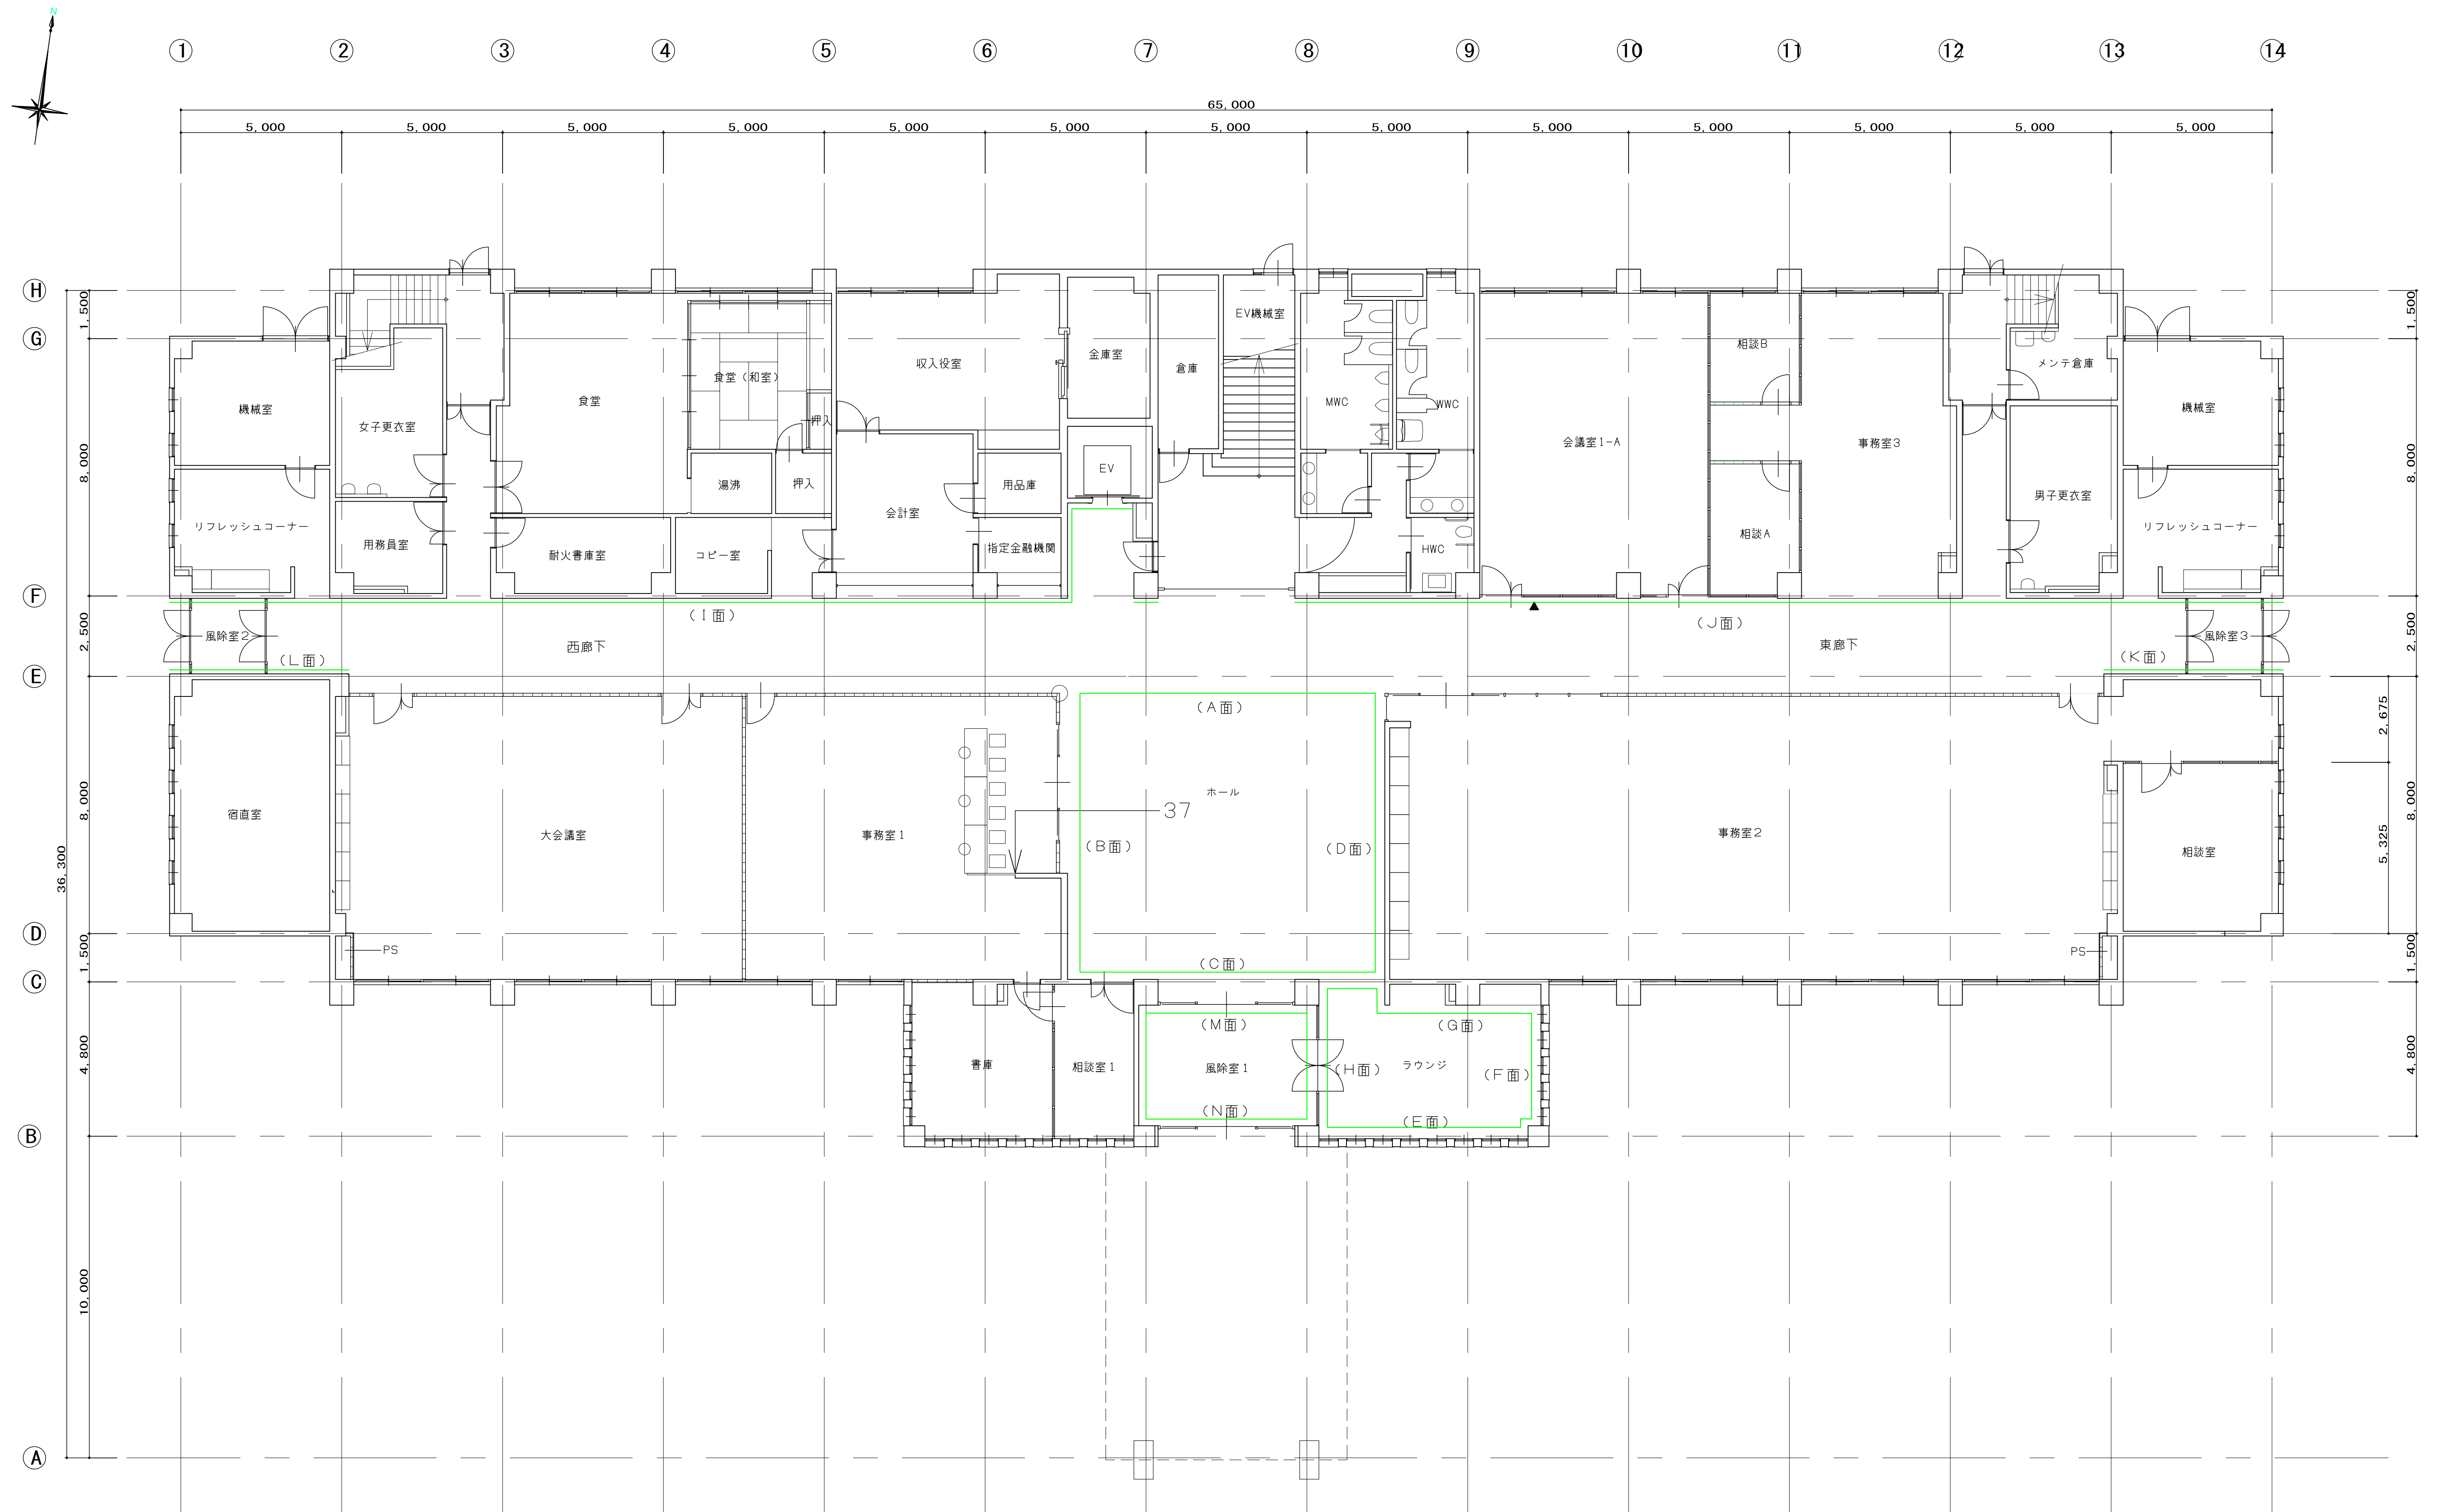 N
① ② ③ ④ ⑤ ⑥ ⑦ ⑧ ⑨ ⑩ ⑪ ⑫ ⑬ ⑭
65,000
5,000 5,000 5,000 5,000 5,000 5,000 5,000 5,000 5,000 5,000 5,000 5,000 5,000
Ⓗ
1,500
1,500
EV機械室
Ⓖ
金庫室
相談B
収入役室
メンテ倉庫
倉庫
食堂(和室)
食堂
MWC
WWC
機械室
機械室
押入
女子更衣室
会議室1-A
事務室3
EV
8,000
8,000
湯沸
押入
用品庫
男子更衣室
会計室
リフレッシュコーナー
リフレッシュコーナー
相談A
用務員室
指定金融機関
HWC
耐火書庫室
コピー室
Ⓕ
(I面)
(J面)
2,500
風除室2
西廊下
東廊下
風除室3
2,500
(L面)
(K面)
Ⓔ
(A面)
2,675
ホール
37
8,000
宿直室
大会議室
事務室1
事務室2
8,000
(B面)
(D面)
相談室
5,325
36,300
Ⓓ
1,500
PS
PS
1,500
(C面)
Ⓒ
(M面)
(G面)
4,800
書庫
相談室1
風除室1
(H面)
ラウンジ
(F面)
4,800
(N面)
(E面)
Ⓑ
10,000
Ⓐ